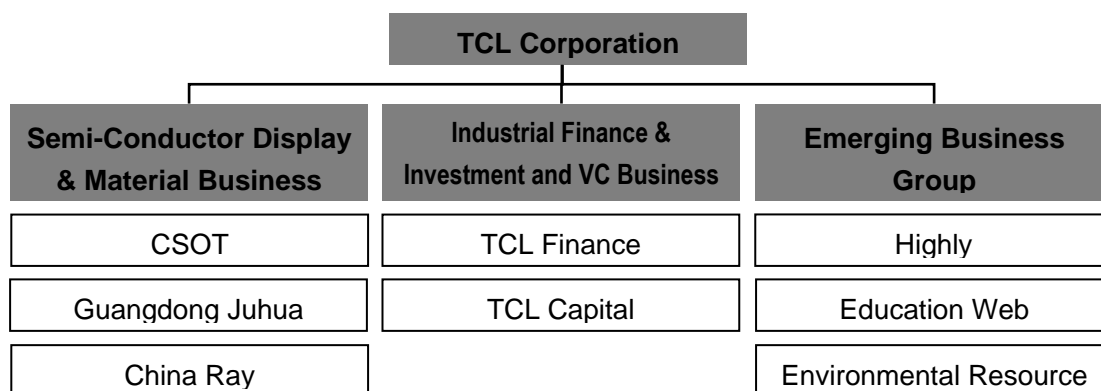 TCL Corporation
Semi-Conductor Display
& Material Business
Industrial Finance &
Investment and VC Business
Emerging Business
Group
CSOT
TCL Finance
Highly
Guangdong Juhua
TCL Capital
Education Web
China Ray
Environmental Resource